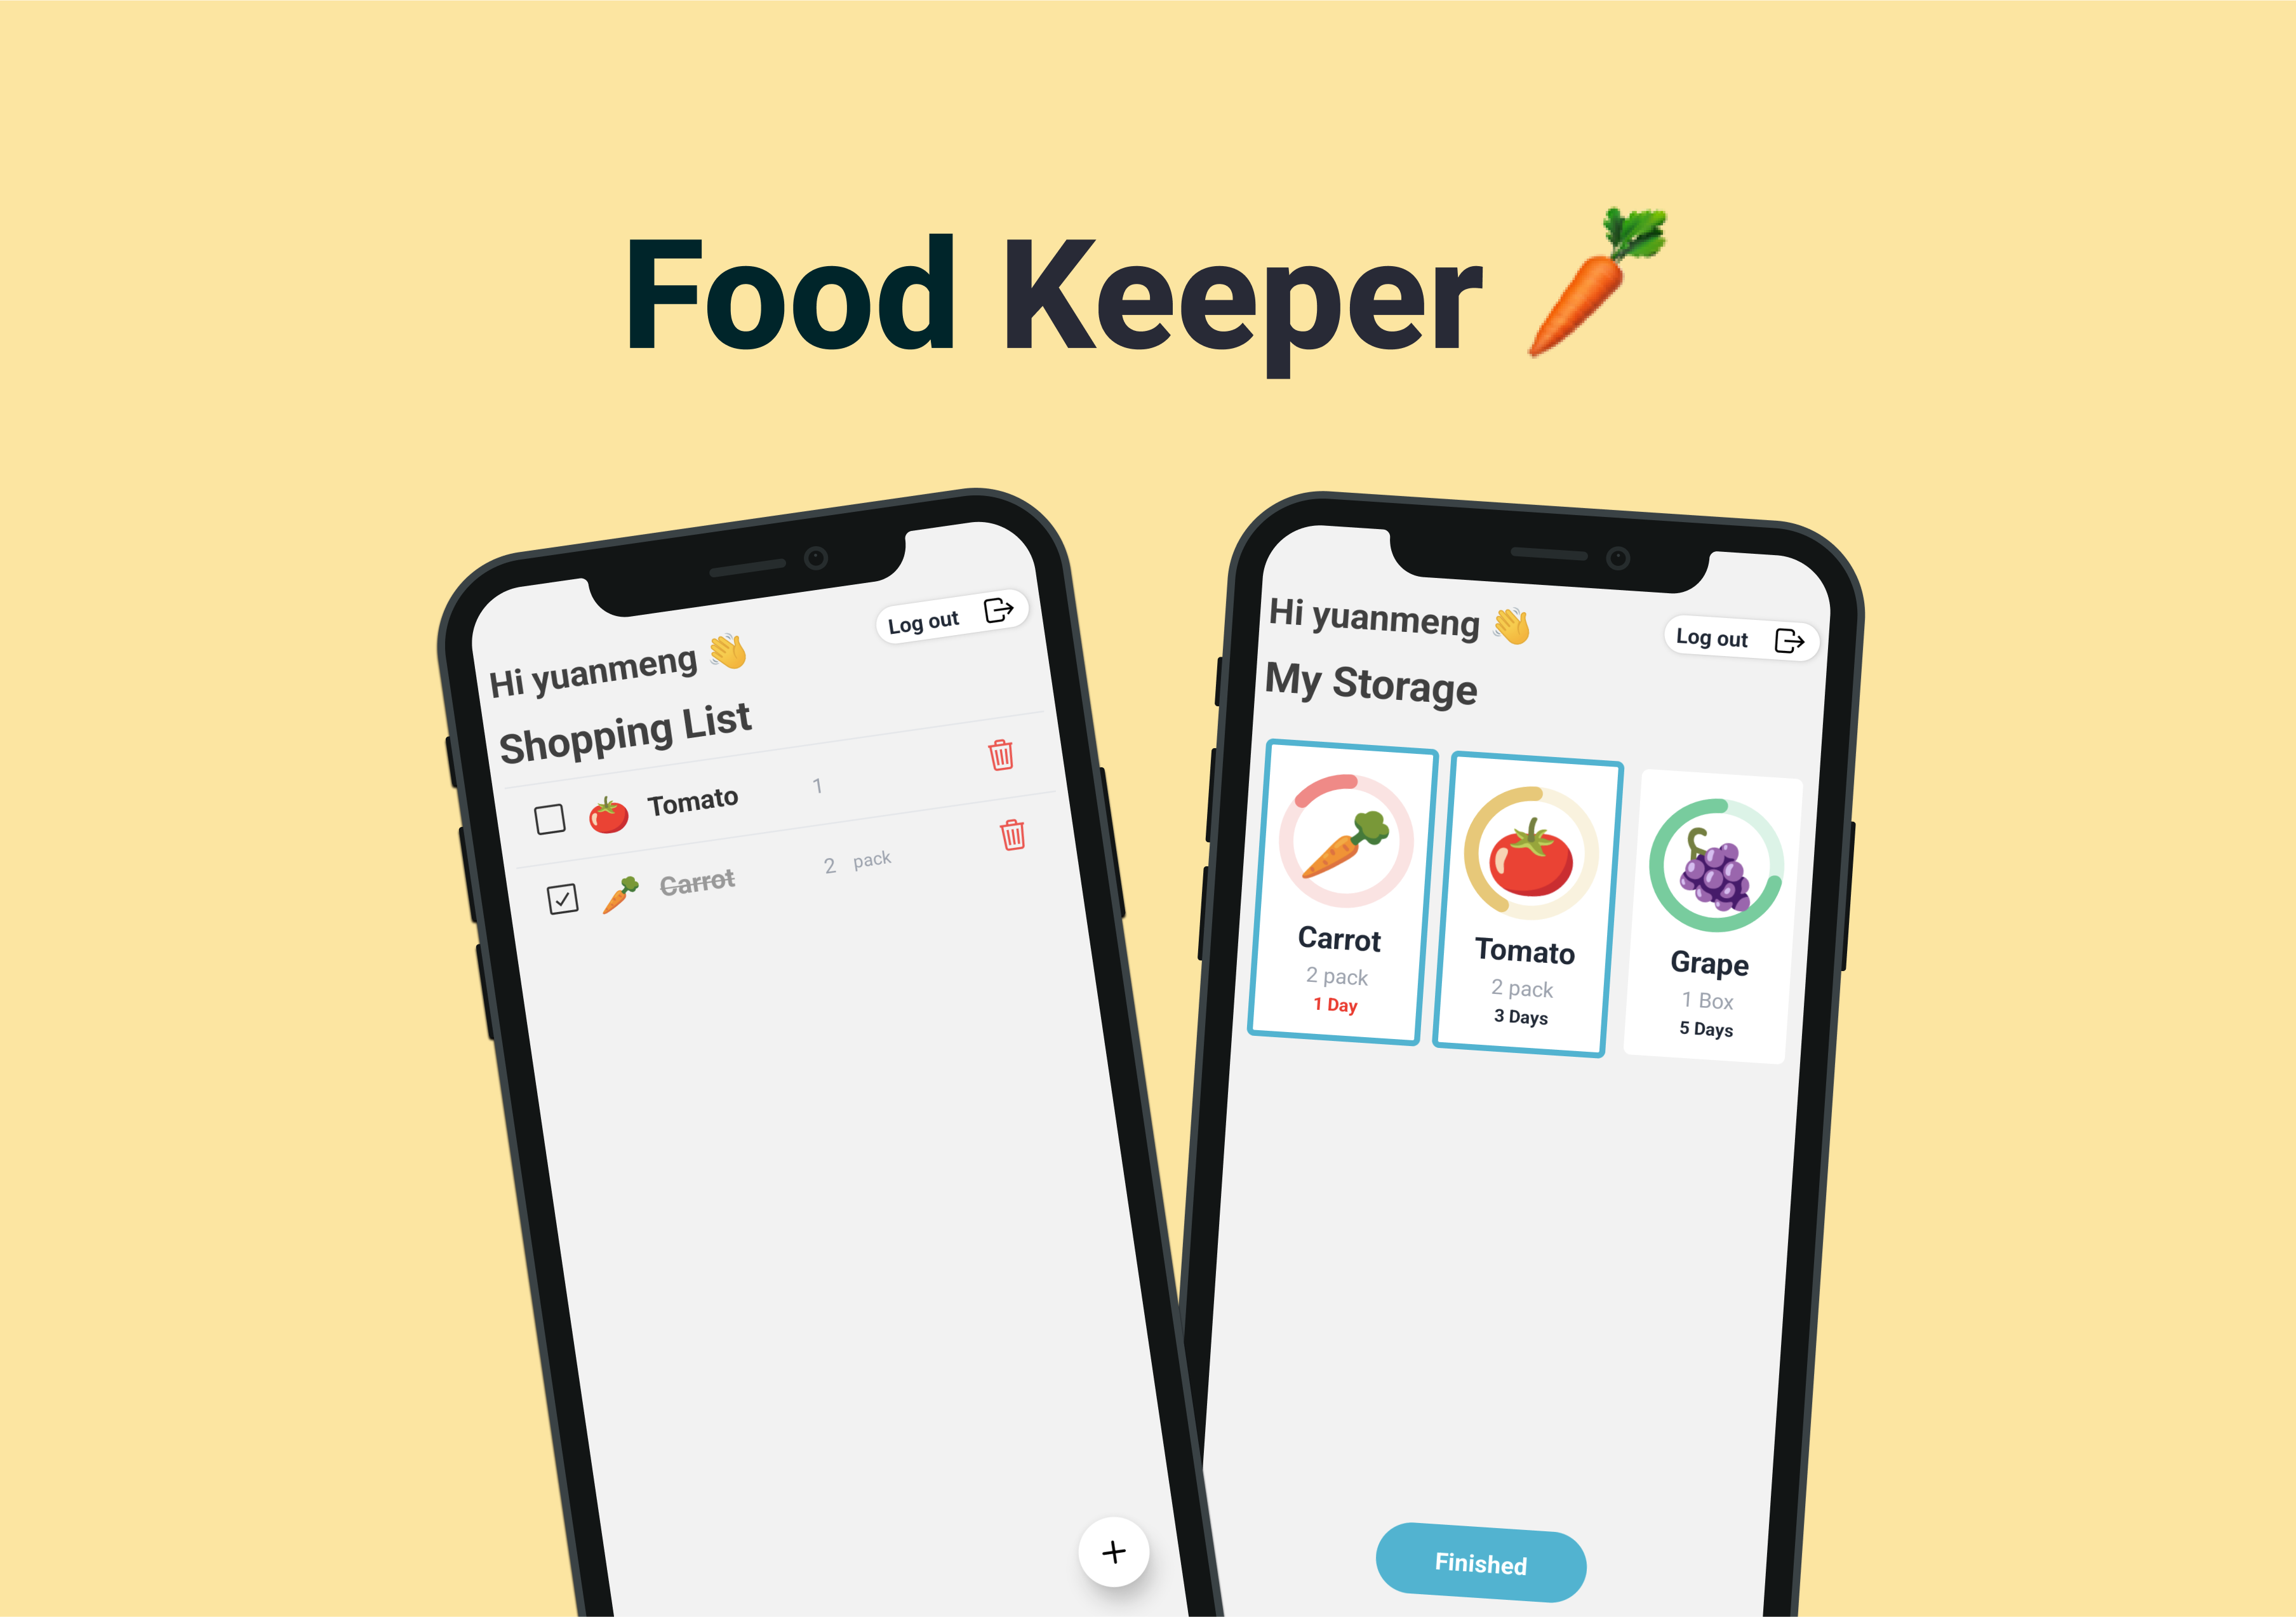 Food Keeper
Hi yuanmeng
Log out
Shopping List
Tomato 1
Carrot 2 pack
Hi yuanmeng
Log out
My Storage
Carrot
2 pack
1 Day
Tomato
2 pack
3 Days
Grape
1 Box
5 Days
Finished